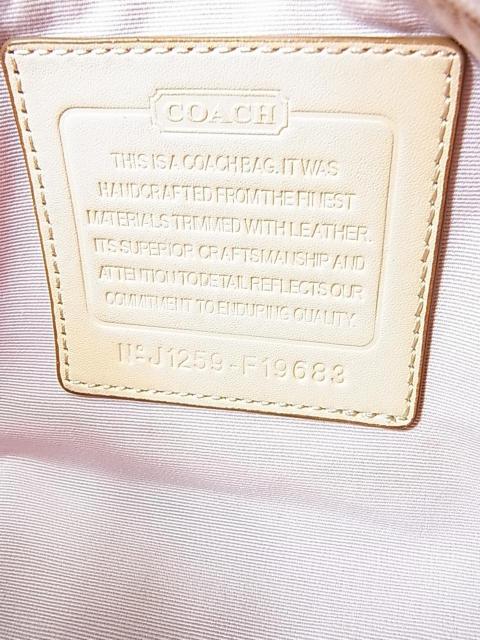 COACH
THIS IS A COACH BAG. IT WAS
HANDCRAFTED FROM THE FINEST
MATERIALS TRIMMED WITH LEATHER.
ITS SUPERIOR CRAFTSMANSHIP AND
ATTENTION TO DETAIL REFLECTS OUR
COMMITMENT TO ENDURING QUALITY.
Nº J1259-F19683